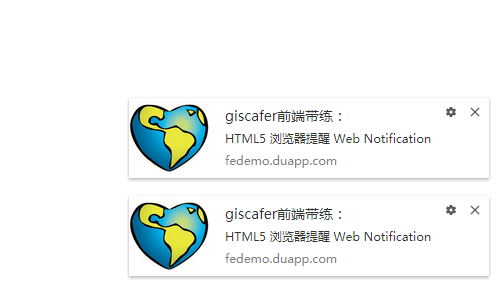 giscafer前端带练：
HTML5 浏览器提醒 Web Notification
fedemo.duapp.com
giscafer前端带练：
HTML5 浏览器提醒 Web Notification
fedemo.duapp.com